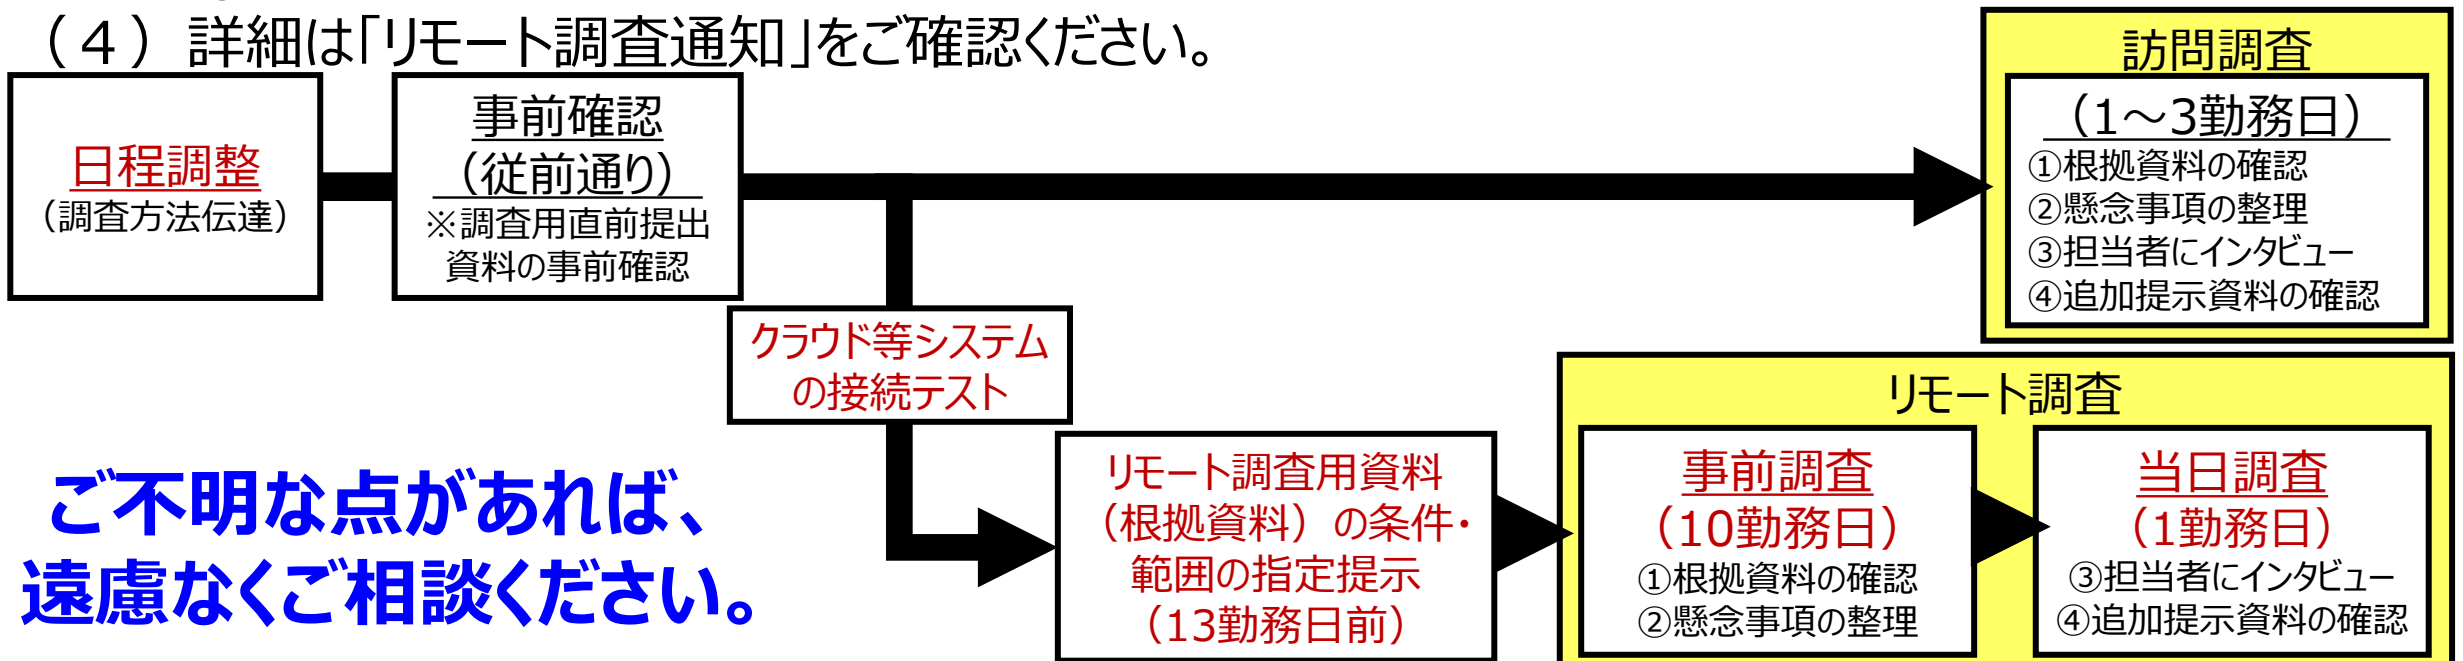 （４）詳細は「リモート調査通知」をご確認ください。
日程調整
（調査方法伝達）
事前確認
（従前通り）
※調査用直前提出
資料の事前確認
訪問調査
（1～3勤務日）
①根拠資料の確認
②懸念事項の整理
③担当者にインタビュー
④追加提示資料の確認
クラウド等システム
の接続テスト
リモート調査用資料
（根拠資料）の条件・
範囲の指定提示
（13勤務日前）
リモート調査
事前調査
（10勤務日）
①根拠資料の確認
②懸念事項の整理
当日調査
（1勤務日）
③担当者にインタビュー
④追加提示資料の確認
ご不明な点があれば、
遠慮なくご相談ください。